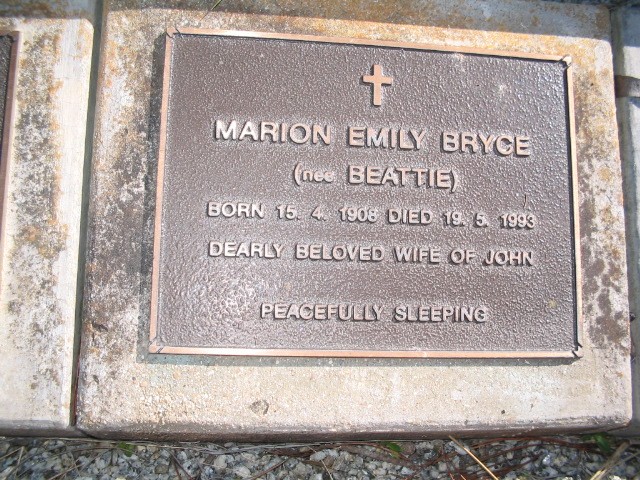 MARION EMILY BRYCE
(nee BEATTIE)
BORN 15. 4. 1908 DIED 19. 5. 1993
DEARLY BELOVED WIFE OF JOHN
PEACEFULLY SLEEPING